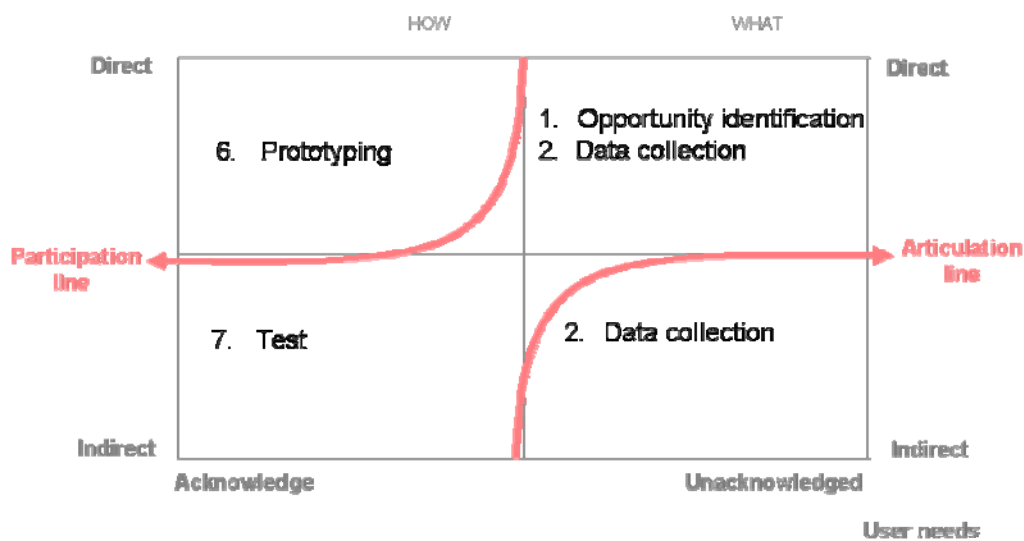 HOW WHAT
Direct Direct
6. Prototyping
1. Opportunity identification
2. Data collection
Participation
line
Articulation
line
7. Test
2. Data collection
Indirect Indirect
Acknowledge Unacknowledged
User needs